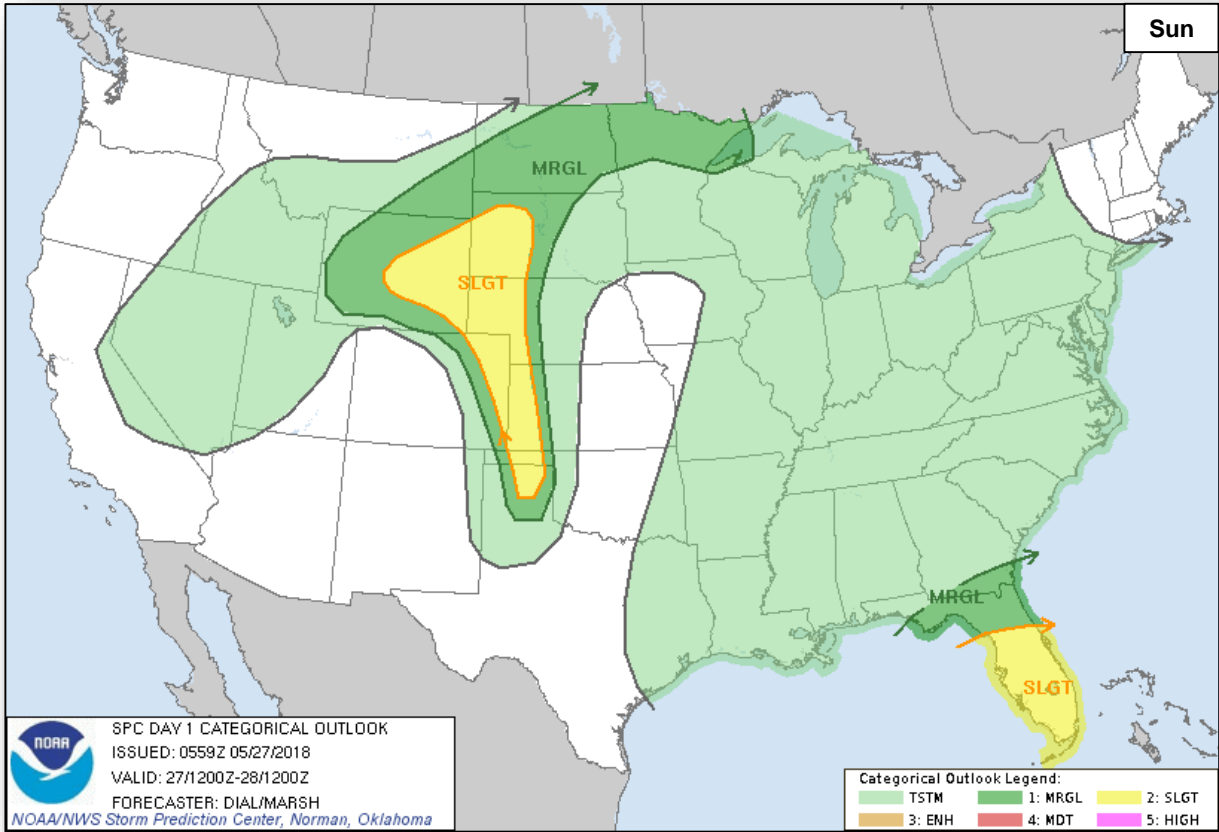 Sun
MRGL
SLGT
MRGL
SLGT
NOAA
SPC DAY 1 CATEGORICAL OUTLOOK
ISSUED: 0559Z 05/27/2018
VALID: 27/1200Z-28/1200Z
FORECASTER: DIAL/MARSH
NOAA/NWS Storm Prediction Center, Norman, Oklahoma
Categorical Outlook Legend:
TSTM 1: MRGL 2: SLGT
3: ENH 4: MDT 5: HIGH